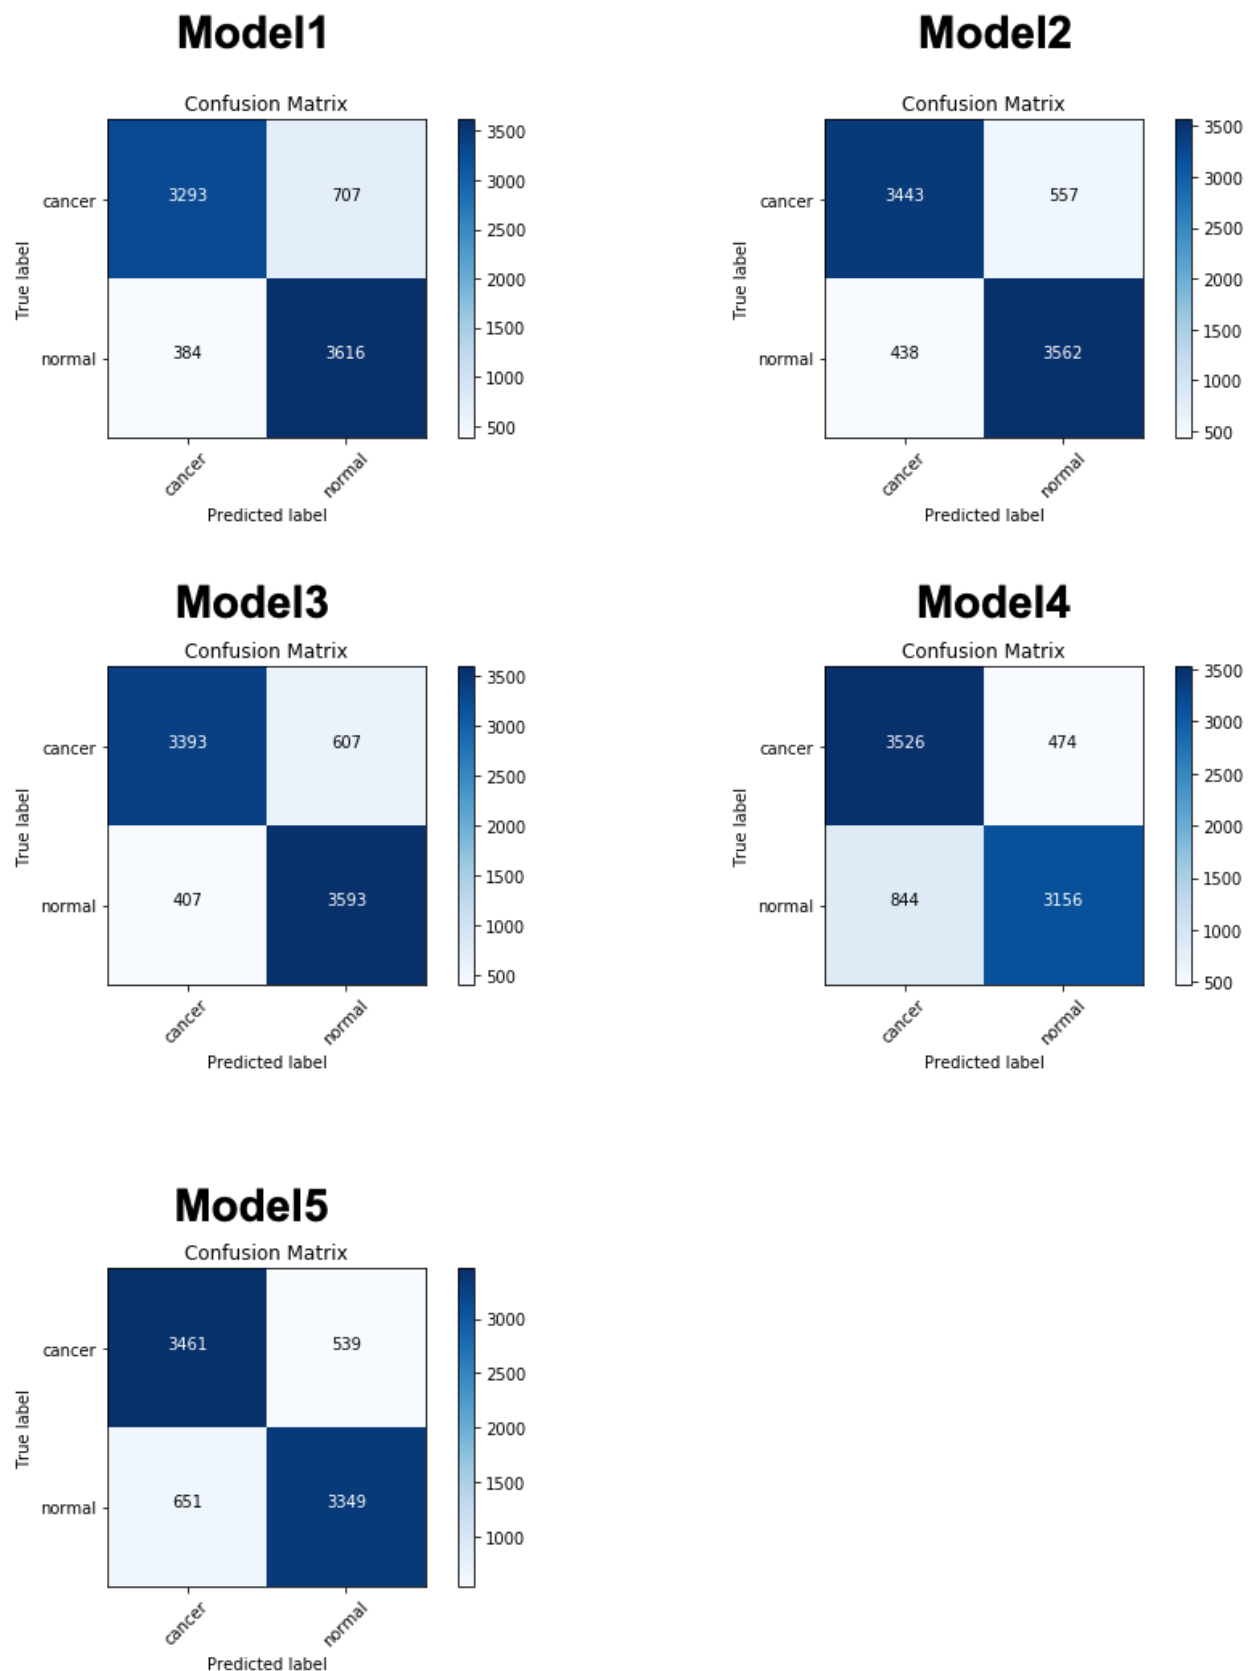 Model1
Confusion Matrix
3293 707
384 3616
cancer
normal
True label
cancer
normal
Predicted label
3500
3000
2500
2000
1500
1000
500
Model2
Confusion Matrix
3443 557
438 3562
cancer
normal
True label
cancer
normal
Predicted label
3500
3000
2500
2000
1500
1000
500
Model3
Confusion Matrix
3393 607
407 3593
cancer
normal
True label
cancer
normal
Predicted label
3500
3000
2500
2000
1500
1000
500
Model4
Confusion Matrix
3526 474
844 3156
cancer
normal
True label
cancer
normal
Predicted label
3500
3000
2500
2000
1500
1000
500
Model5
Confusion Matrix
3461 539
651 3349
cancer
normal
True label
cancer
normal
Predicted label
3000
2500
2000
1500
1000